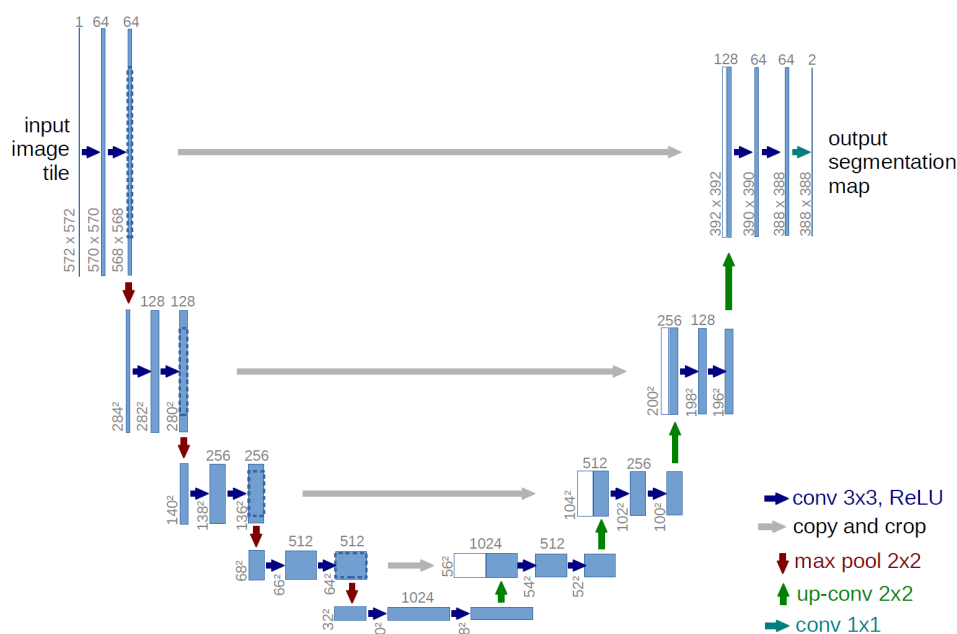 1 64 64
input
image
tile
572 x 572
570 x 570
568 x 568
128 64 64 2
output
segmentation
map
392 x 392
390 x 390
388 x 388
388 x 388
128 128
284²
282²
280²
256 128
200²
198²
196²
256 256
140²
138²
136²
512 256
104²
102²
100²
512 512
68²
66²
64²
1024 512
56²
54²
52²
1024
32²
0²
8²
conv 3x3, ReLU
copy and crop
max pool 2x2
up-conv 2x2
conv 1x1